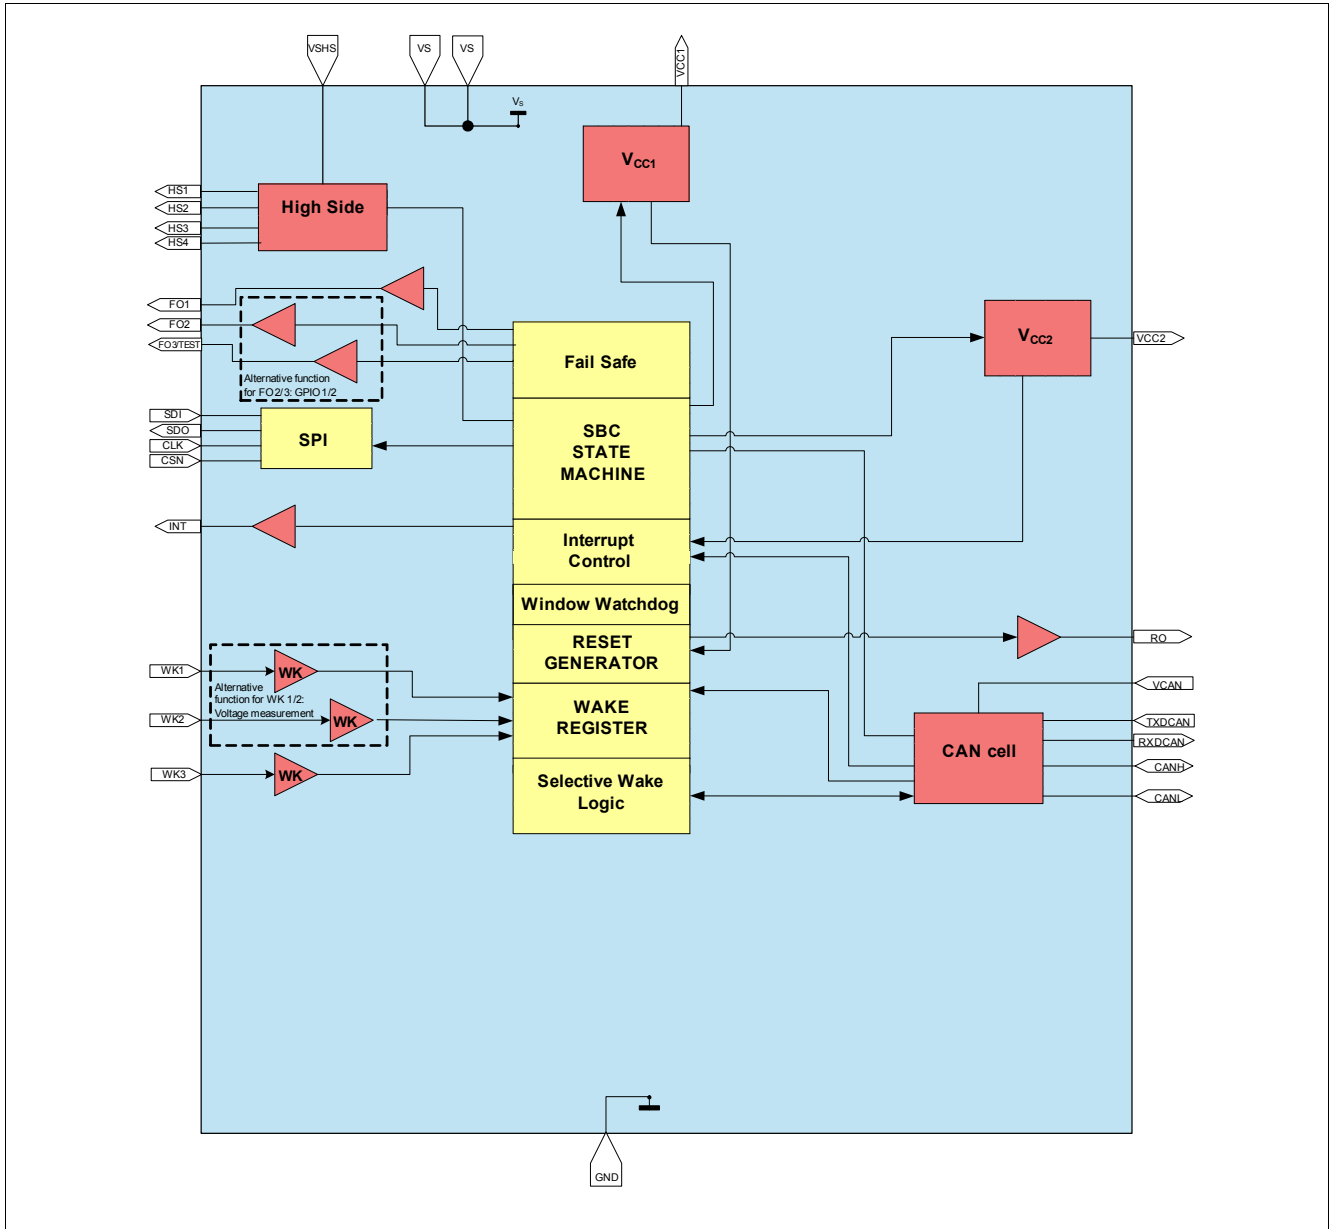 VSHS
VS
VS
VCC1
Vs
VCC1
HS1
HS2
HS3
HS4
High Side
FO1
FO2
FO3/TEST
Alternative function
for FO2/3: GPIO1/2
Fail Safe
VCC2
VCC2
SDI
SDO
CLK
CSN
SPI
SBC
STATE
MACHINE
INT
Interrupt
Control
Window Watchdog
RESET
GENERATOR
RO
WK1
WK
Alternative
function for WK 1/2:
Voltage measurement
WK2
WK
WK3
WK
WAKE
REGISTER
Selective Wake
Logic
CAN cell
VCAN
TXDCAN
RXDCAN
CANH
CANL
GND